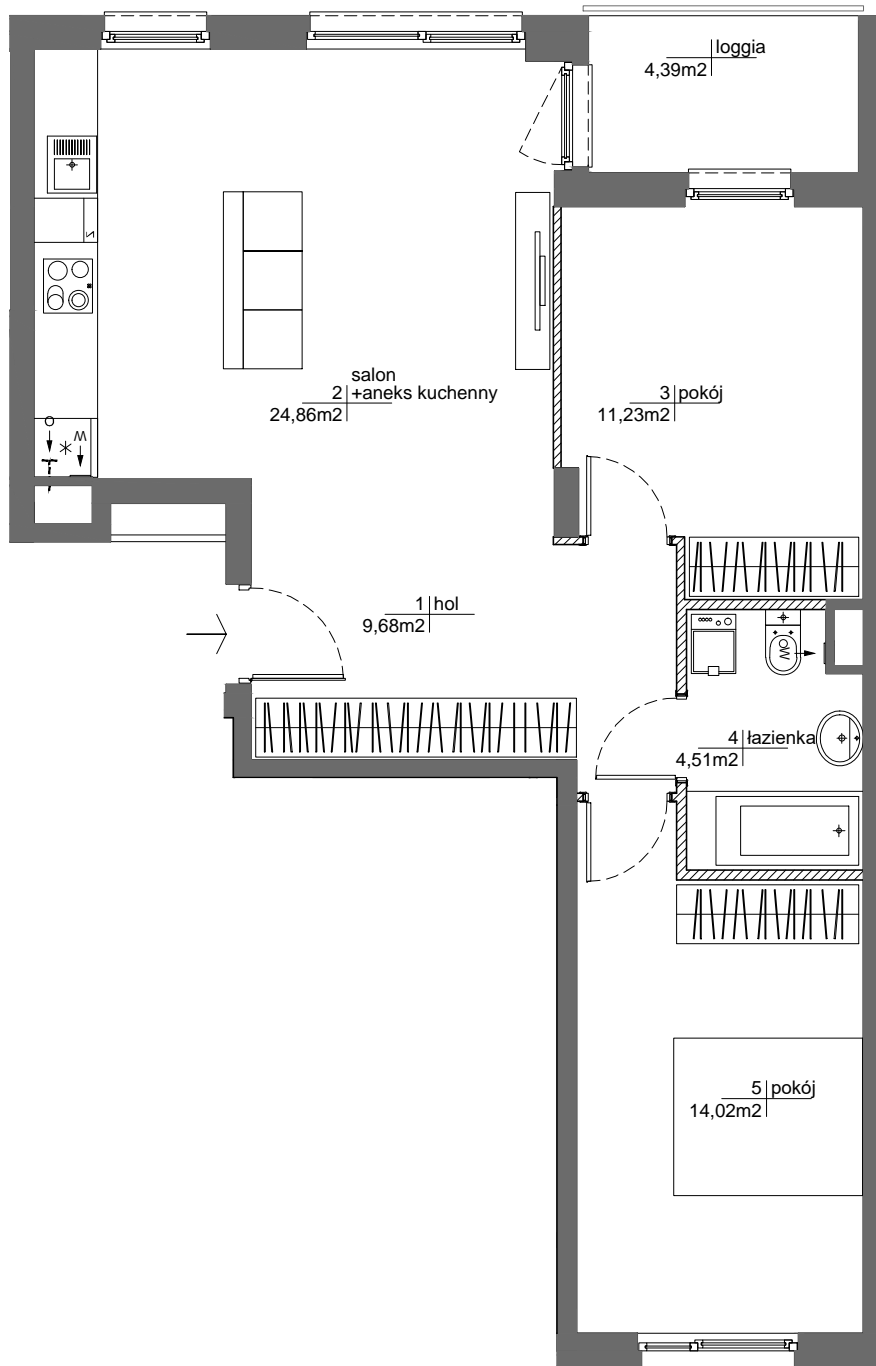 loggia
4,39m2
salon
2 +aneks kuchenny
24,86m2
3 pokój
11,23m2
Z
O
W
1 hol
9,68m2
WC
4 łazienka
4,51m2
5 pokój
14,02m2